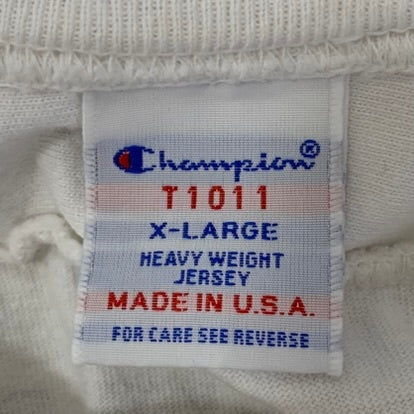 Champion®
T1011
X-LARGE
HEAVY WEIGHT
JERSEY
MADE IN U.S.A.
FOR CARE SEE REVERSE